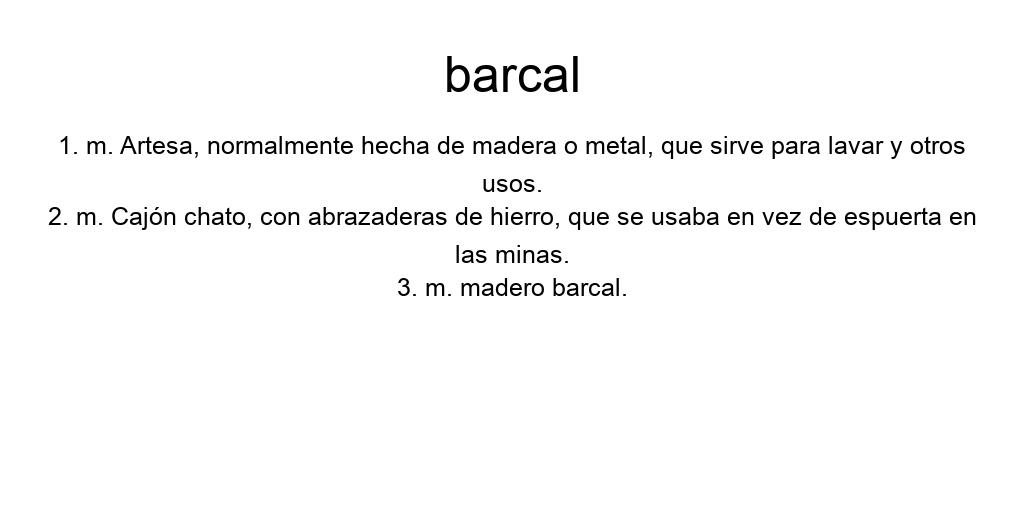 barcal
1. m. Artesa, normalmente hecha de madera o metal, que sirve para lavar y otros
usos.
2. m. Cajón chato, con abrazaderas de hierro, que se usaba en vez de espuerta en
las minas.
3. m. madero barcal.